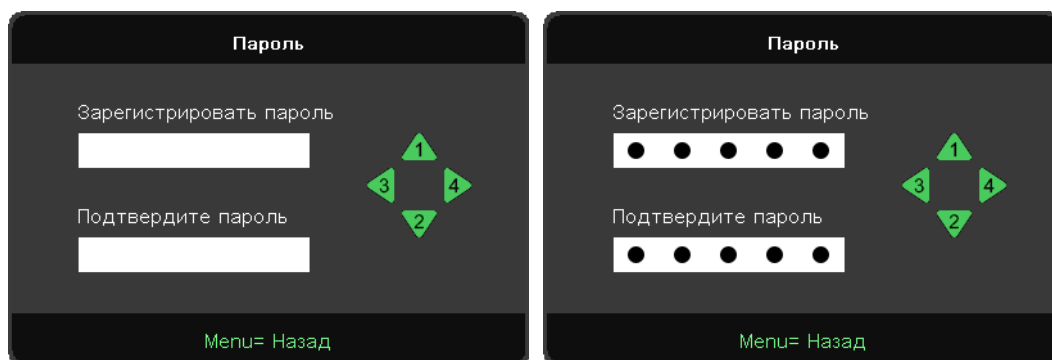 Пароль
Зарегистрировать пароль
1
3 4
Подтвердите пароль
2
Menu= Назад
Пароль
Зарегистрировать пароль
● ● ● ● ●
1
3 4
Подтвердите пароль
2
● ● ● ● ●
Menu= Назад